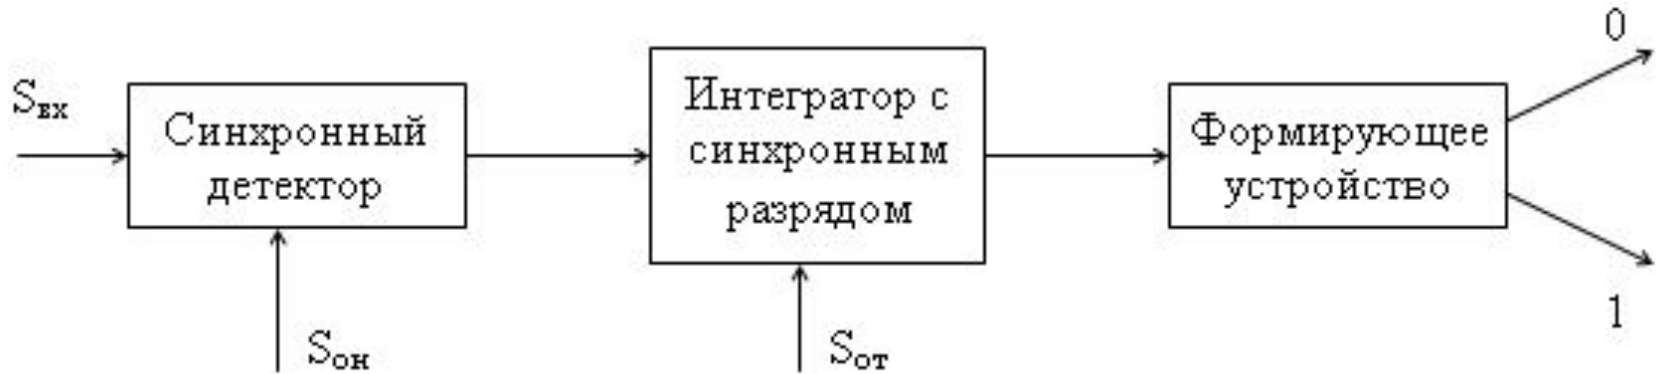 Sвх
Синхронный
детектор
Sон
Интегратор с
синхронным
разрядом
Sот
Формирующее
устройство
0
1